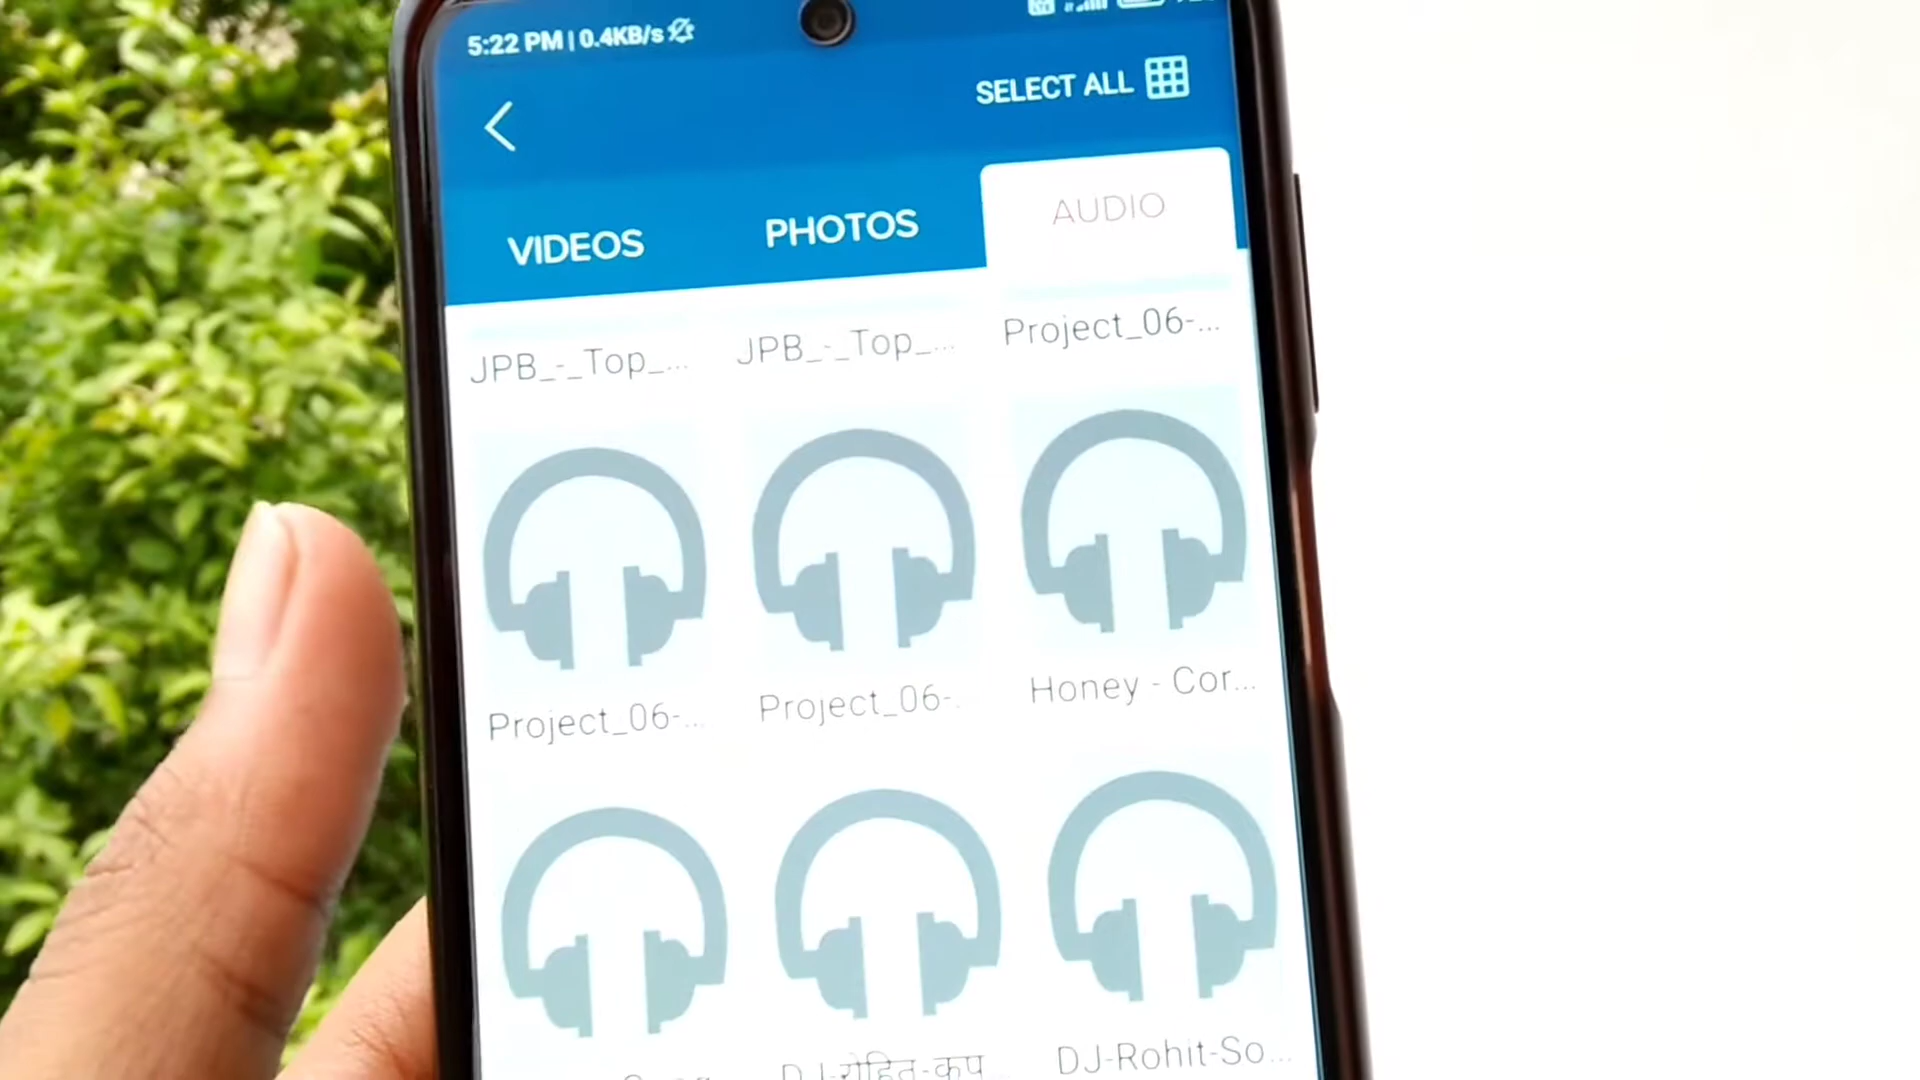 5:22 PM | 0.4KB/s
SELECT ALL
VIDEOS PHOTOS AUDIO
JPB_-_Top_... JPB_-_Top_... Project_06-...
Project_06-... Project_06-.. Honey - Cor...
DJ-रोहित-कृप... DJ-Rohit-So...